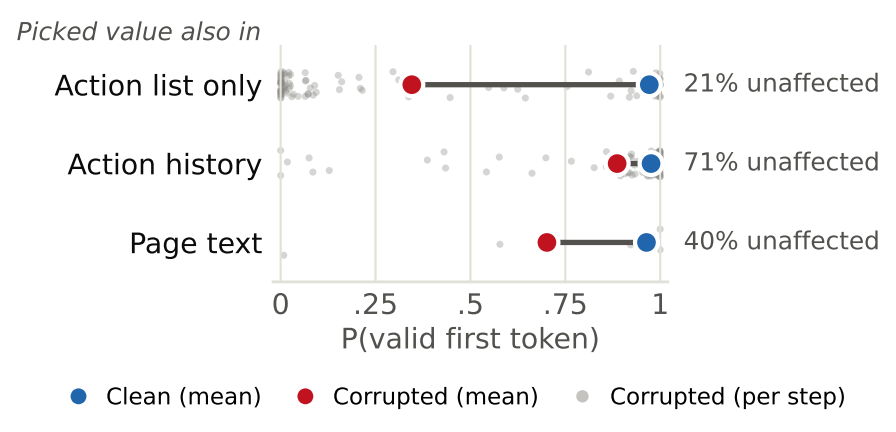 Picked value also in
Action list only
21% unaffected
Action history
71% unaffected
Page text
40% unaffected
0 .25 .5 .75 1
P(valid first token)
Clean (mean) Corrupted (mean) Corrupted (per step)